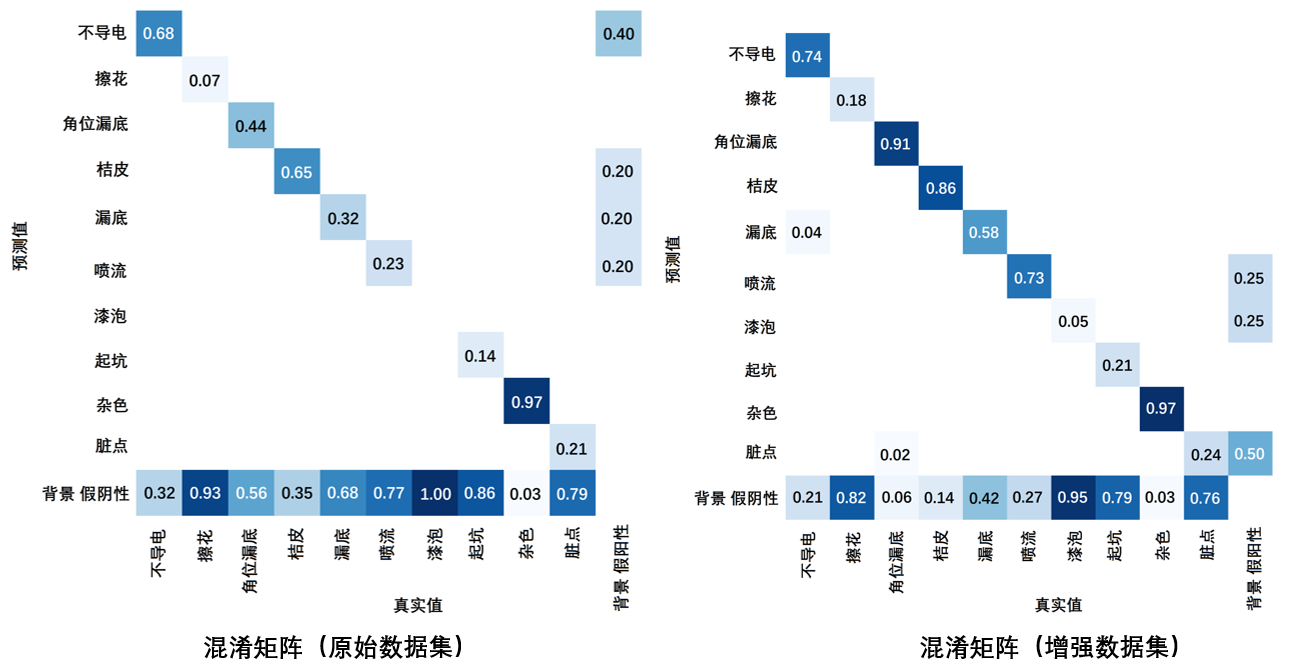 不导电 0.68 0.40
擦花 0.07
角位漏底 0.44
桔皮 0.65 0.20
漏底 0.32 0.20
喷流 0.23 0.20
漆泡
起坑 0.14
杂色 0.97
脏点 0.21
背景 假阴性 0.32 0.93 0.56 0.35 0.68 0.77 1.00 0.86 0.03 0.79
预测值
不导电 擦花 角位漏底 桔皮 漏底 喷流 漆泡 起坑 杂色 脏点 背景 假阳性
真实值
混淆矩阵（原始数据集）
不导电 0.74
擦花 0.18
角位漏底 0.91
桔皮 0.86
漏底 0.04 0.58
喷流 0.73 0.25
漆泡 0.05 0.25
起坑 0.21
杂色 0.97
脏点 0.02 0.24 0.50
背景 假阴性 0.21 0.82 0.06 0.14 0.42 0.27 0.95 0.79 0.03 0.76
预测值
不导电 擦花 角位漏底 桔皮 漏底 喷流 漆泡 起坑 杂色 脏点 背景 假阳性
真实值
混淆矩阵（增强数据集）